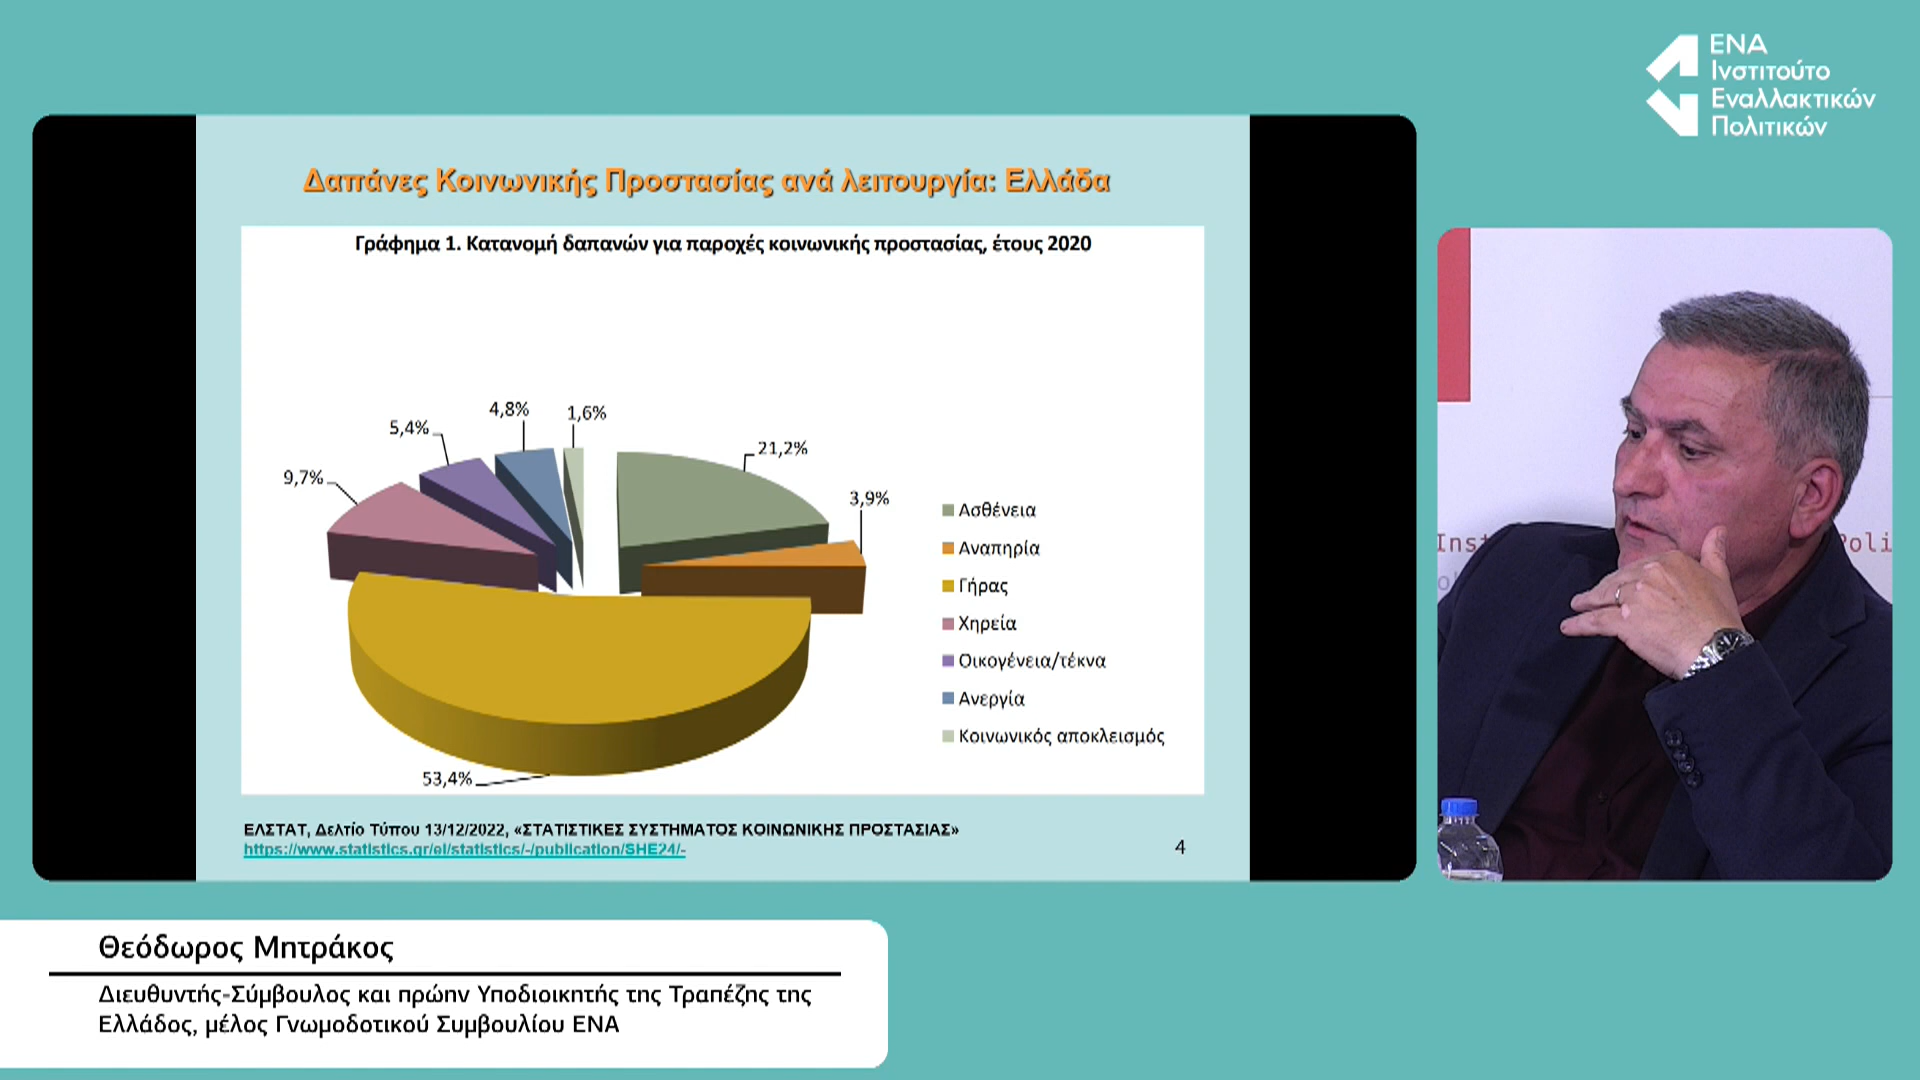 ΕΝΑ
Ινστιτούτο
Εναλλακτικών
Πολιτικών
Δαπάνες Κοινωνικής Προστασίας ανά λειτουργία: Ελλάδα
Γράφημα 1. Κατανομή δαπανών για παροχές κοινωνικής προστασίας, έτους 2020
4,8%
1,6%
5,4%
21,2%
9,7%
3,9%
Ασθένεια
Αναπηρία
Γήρας
Χηρεία
Οικογένεια/τέκνα
Ανεργία
Κοινωνικός αποκλεισμός
53,4%
ΕΛΣΤΑΤ, Δελτίο Τύπου 13/12/2022, «ΣΤΑΤΙΣΤΙΚΕΣ ΣΥΣΤΗΜΑΤΟΣ ΚΟΙΝΩΝΙΚΗΣ ΠΡΟΣΤΑΣΙΑΣ»
https://www.statistics.gr/el/statistics/-/publication/SHE24/-
4
Inst
Poli
Θεόδωρος Μητράκος
Διευθυντής-Σύμβουλος και πρώην Υποδιοικητής της Τραπέζης της
Ελλάδος, μέλος Γνωμοδοτικού Συμβουλίου ΕΝΑ